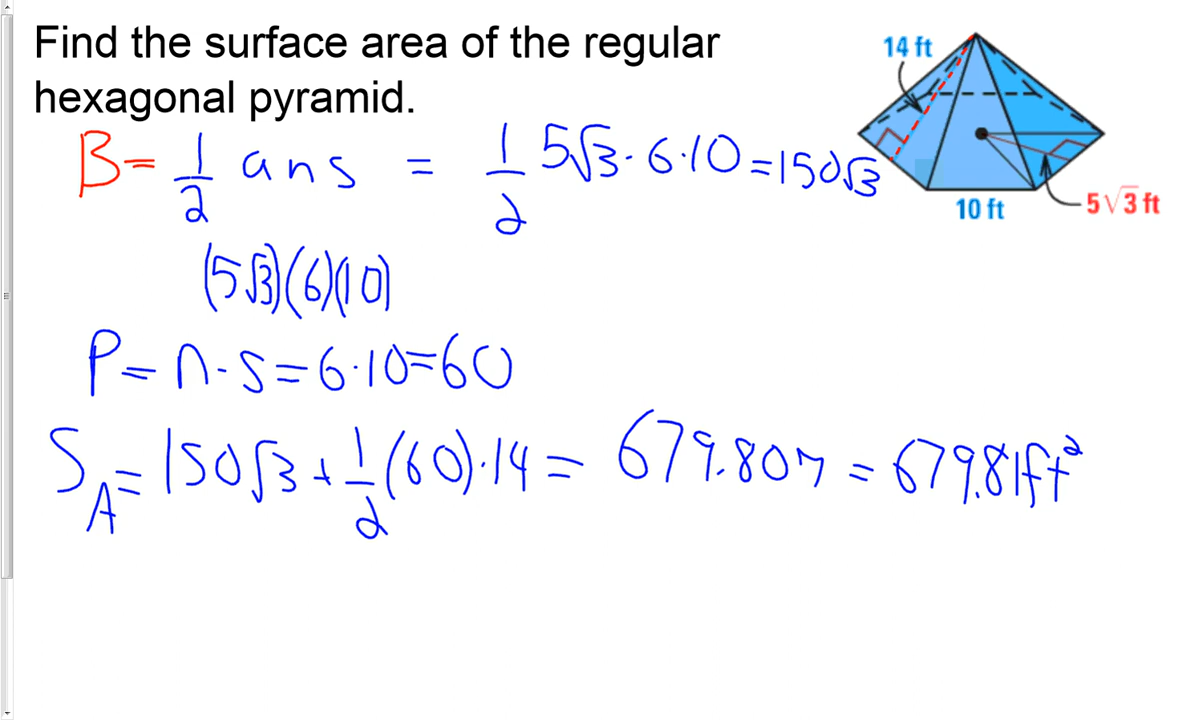 Find the surface area of the regular
hexagonal pyramid.
14 ft
B = 1/2 ans = 1/2 5√3·6·10=150√3
10 ft
5√3 ft
(5√3)(6)(10)
P=n·s=6·10=60
SA=150√3+1/2(60)·14= 679.807 = 679.81ft²